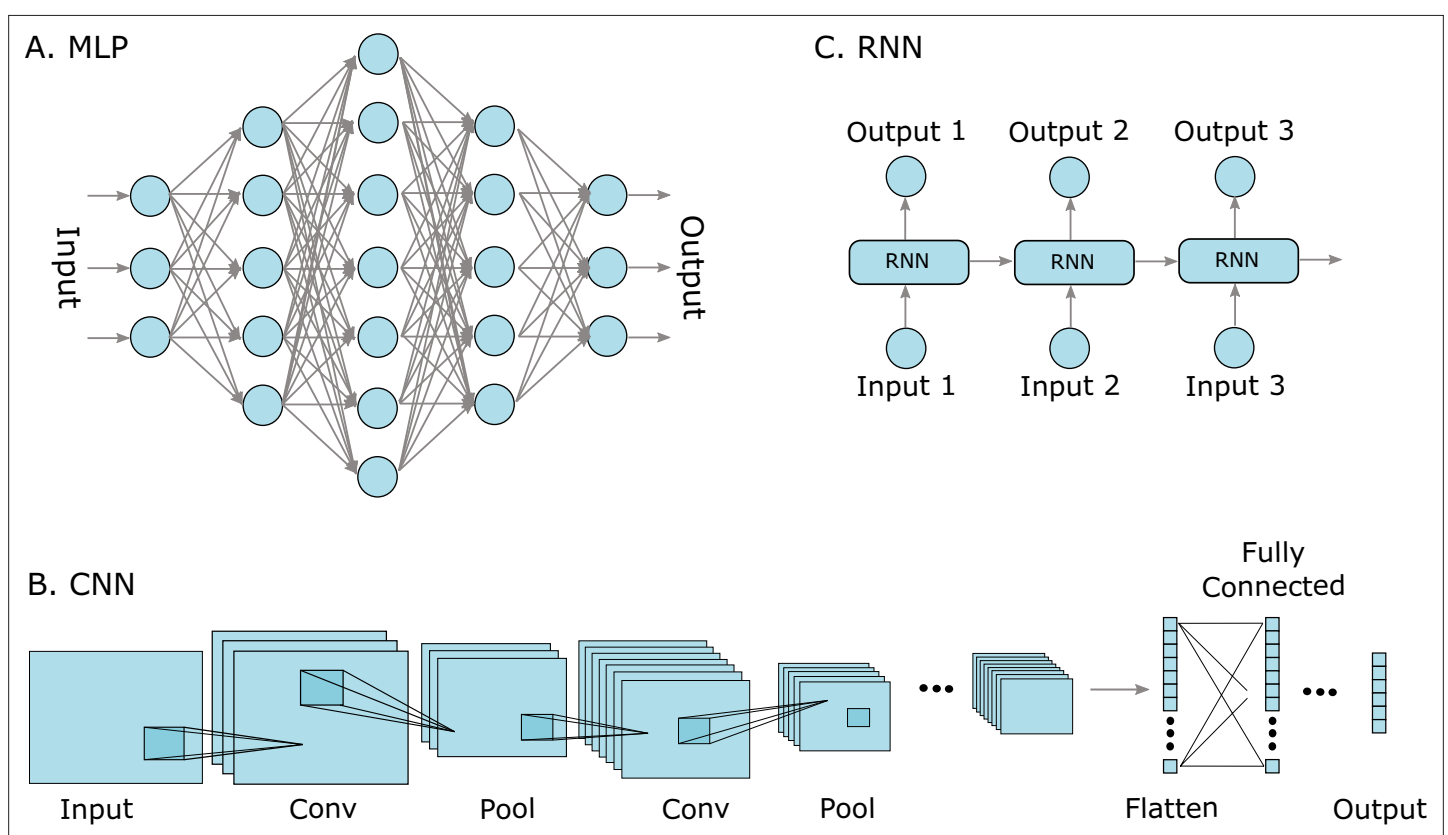 A. MLP
Input
Output
C. RNN
Output 1 Output 2 Output 3
RNN RNN RNN
Input 1 Input 2 Input 3
B. CNN
Fully
Connected
Input Conv Pool Conv Pool Flatten Output